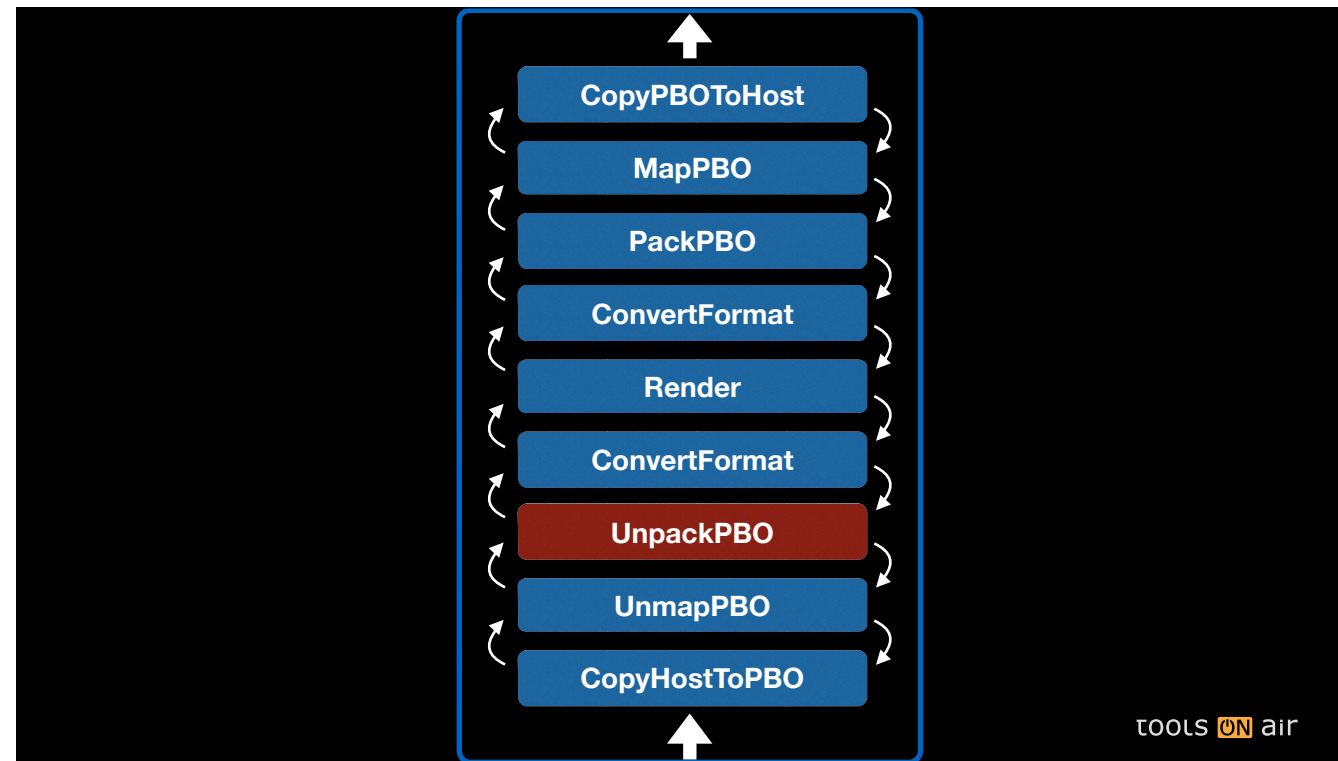 CopyPBOToHost
MapPBO
PackPBO
ConvertFormat
Render
ConvertFormat
UnpackPBO
UnmapPBO
CopyHostToPBO
TOOLS ON aIr